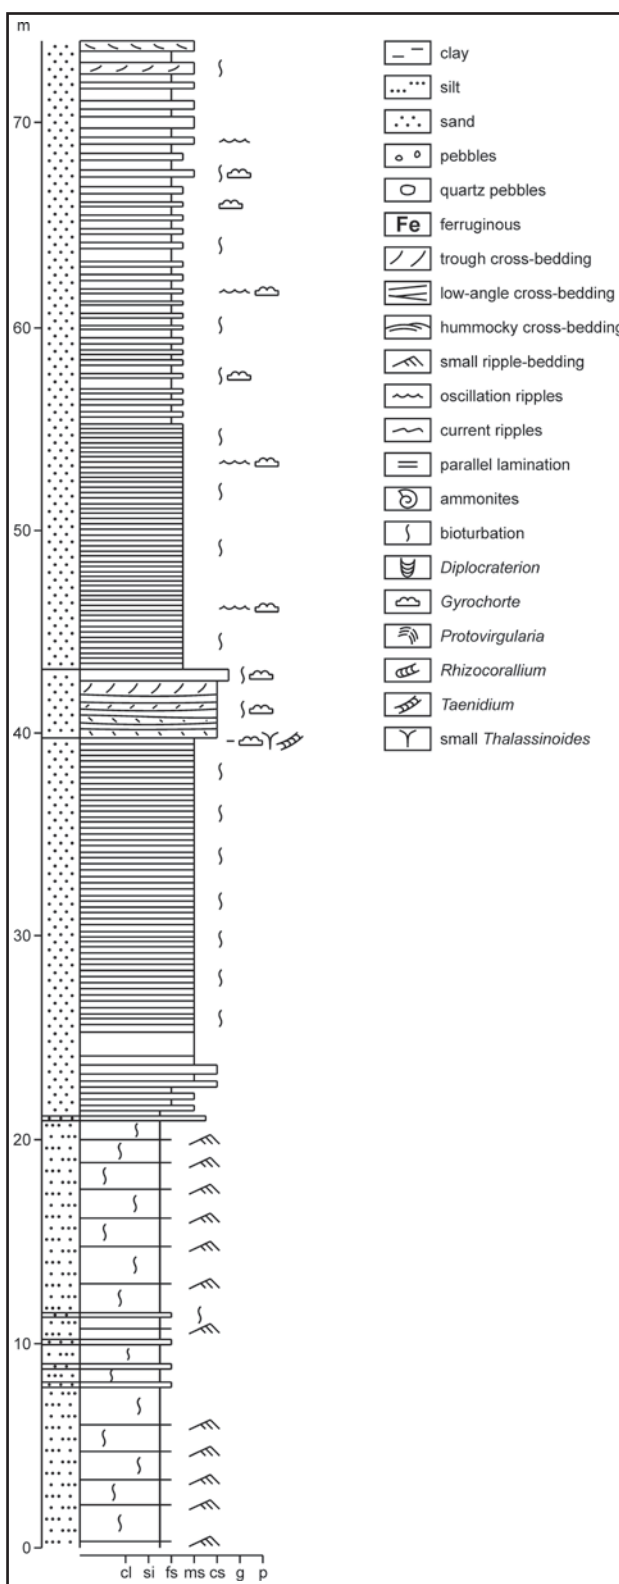 m
70
60
50
40
30
20
10
0
cl si fs ms cs g p
clay
silt
sand
pebbles
quartz pebbles
Fe ferruginous
trough cross-bedding
low-angle cross-bedding
hummocky cross-bedding
small ripple-bedding
oscillation ripples
current ripples
parallel lamination
ammonites
bioturbation
Diplocraterion
Gyrochorte
Protovirgularia
Rhizocorallium
Taenidium
small Thalassinoides